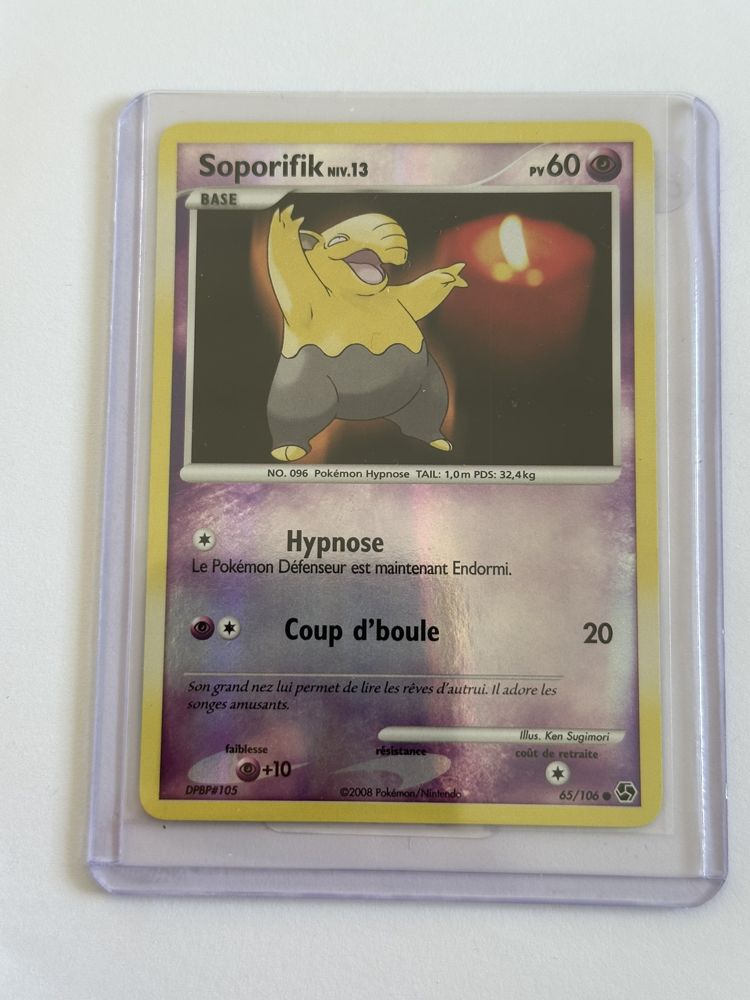 Soporifik NIV.13 PV 60
BASE
NO. 096 Pokémon Hypnose TAIL: 1,0 m PDS: 32,4 kg
Hypnose
Le Pokémon Défenseur est maintenant Endormi.
Coup d'boule 20
Son grand nez lui permet de lire les rêves d'autrui. Il adore les
songes amusants.
Illus. Ken Sugimori
faiblesse résistance coût de retraite
+10
DPBP#105 ©2008 Pokémon/Nintendo 65/106